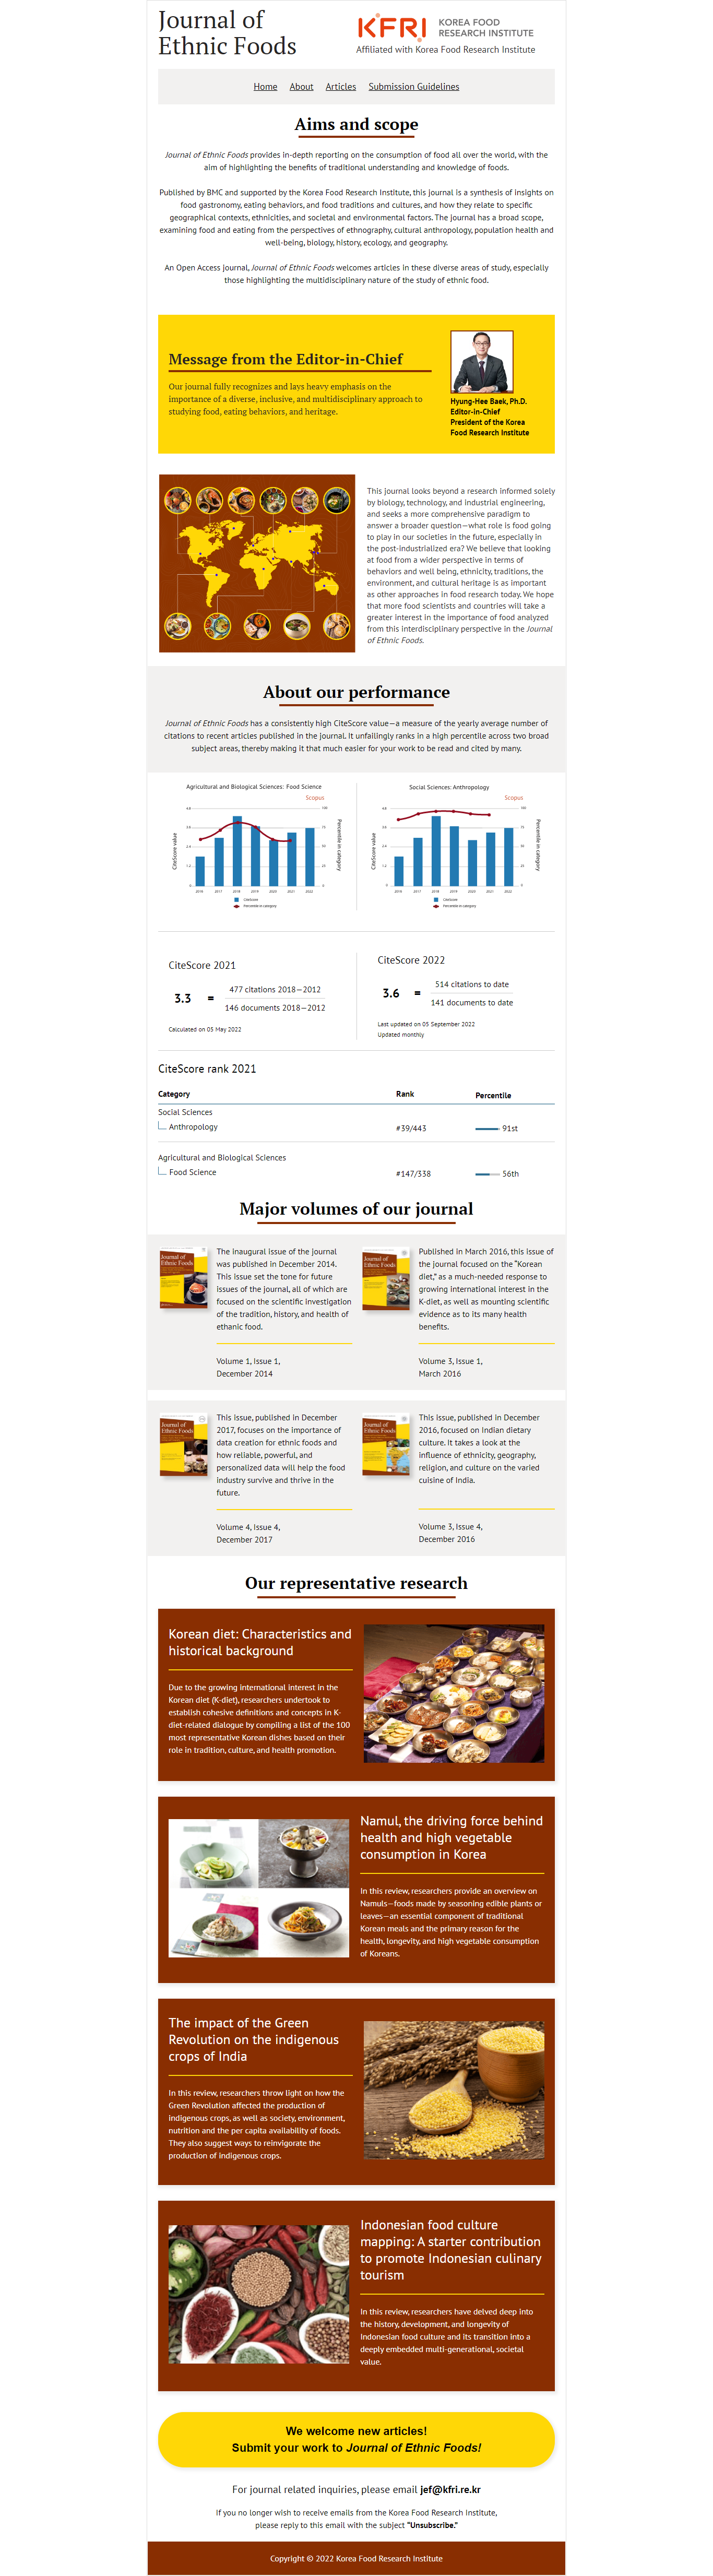 Journal of
Ethnic Foods
KFRI KOREA FOOD
RESEARCH INSTITUTE
Affiliated with Korea Food Research Institute
Home About Articles Submission Guidelines
Aims and scope
Journal of Ethnic Foods provides in-depth reporting on the consumption of food all over the world, with the
aim of highlighting the benefits of traditional understanding and knowledge of foods.
Published by BMC and supported by the Korea Food Research Institute, this journal is a synthesis of insights on
food gastronomy, eating behaviors, and food traditions and cultures, and how they relate to specific
geographical contexts, ethnicities, and societal and environmental factors. The journal has a broad scope,
examining food and eating from the perspectives of ethnography, cultural anthropology, population health and
well-being, biology, history, ecology, and geography.
An Open Access journal, Journal of Ethnic Foods welcomes articles in these diverse areas of study, especially
those highlighting the multidisciplinary nature of the study of ethnic food.
Message from the Editor-in-Chief
Our journal fully recognizes and lays heavy emphasis on the
importance of a diverse, inclusive, and multidisciplinary approach to
studying food, eating behaviors, and heritage.
Hyung-Hee Baek, Ph.D.
Editor-in-Chief
President of the Korea
Food Research Institute
This journal looks beyond a research informed solely
by biology, technology, and industrial engineering,
and seeks a more comprehensive paradigm to
answer a broader question—what role is food going
to play in our societies in the future, especially in
the post-industrialized era? We believe that looking
at food from a wider perspective in terms of
behaviors and well being, ethnicity, traditions, the
environment, and cultural heritage is as important
as other approaches in food research today. We hope
that more food scientists and countries will take a
greater interest in the importance of food analyzed
from this interdisciplinary perspective in the Journal
of Ethnic Foods.
About our performance
Journal of Ethnic Foods has a consistently high CiteScore value—a measure of the yearly average number of
citations to recent articles published in the journal. It unfailingly ranks in a high percentile across two broad
subject areas, thereby making it that much easier for your work to be read and cited by many.
Agricultural and Biological Sciences: Food Science
Scopus
CiteScore value
4.8
3.6
2.4
1.2
0
100
75
50
25
0
Percentile in category
2016 2017 2018 2019 2020 2021 2022
CiteScore
Percentile in category
Social Sciences: Anthropology
Scopus
CiteScore value
4.8
3.6
2.4
1.2
0
100
75
50
25
0
Percentile in category
2016 2017 2018 2019 2020 2021 2022
CiteScore
Percentile in category
CiteScore 2021
3.3 = 477 citations 2018—2012
146 documents 2018—2012
Calculated on 05 May 2022
CiteScore 2022
3.6 = 514 citations to date
141 documents to date
Last updated on 05 September 2022
Updated monthly
CiteScore rank 2021
Category Rank Percentile
Social Sciences
Anthropology #39/443 91st
Agricultural and Biological Sciences
Food Science #147/338 56th
Major volumes of our journal
Journal of
Ethnic Foods
The inaugural issue of the journal
was published in December 2014.
This issue set the tone for future
issues of the journal, all of which are
focused on the scientific investigation
of the tradition, history, and health of
ethanic food.
Volume 1, Issue 1,
December 2014
Journal of
Ethnic Foods
Published in March 2016, this issue of
the journal focused on the "Korean
diet," as a much-needed response to
growing international interest in the
K-diet, as well as mounting scientific
evidence as to its many health
benefits.
Volume 3, Issue 1,
March 2016
Journal of
Ethnic Foods
This issue, published in December
2017, focuses on the importance of
data creation for ethnic foods and
how reliable, powerful, and
personalized data will help the food
industry survive and thrive in the
future.
Volume 4, Issue 4,
December 2017
Journal of
Ethnic Foods
This issue, published in December
2016, focused on Indian dietary
culture. It takes a look at the
influence of ethnicity, geography,
religion, and culture on the varied
cuisine of India.
Volume 3, Issue 4,
December 2016
Our representative research
Korean diet: Characteristics and
historical background
Due to the growing international interest in the
Korean diet (K-diet), researchers undertook to
establish cohesive definitions and concepts in K-
diet-related dialogue by compiling a list of the 100
most representative Korean dishes based on their
role in tradition, culture, and health promotion.
Namul, the driving force behind
health and high vegetable
consumption in Korea
In this review, researchers provide an overview on
Namuls—foods made by seasoning edible plants or
leaves—an essential component of traditional
Korean meals and the primary reason for the
health, longevity, and high vegetable consumption
of Koreans.
The impact of the Green
Revolution on the indigenous
crops of India
In this review, researchers throw light on how the
Green Revolution affected the production of
indigenous crops, as well as society, environment,
nutrition and the per capita availability of foods.
They also suggest ways to reinvigorate the
production of indigenous crops.
Indonesian food culture
mapping: A starter contribution
to promote Indonesian culinary
tourism
In this review, researchers have delved deep into
the history, development, and longevity of
Indonesian food culture and its transition into a
deeply embedded multi-generational, societal
value.
We welcome new articles!
Submit your work to Journal of Ethnic Foods!
For journal related inquiries, please email jef@kfri.re.kr
If you no longer wish to receive emails from the Korea Food Research Institute,
please reply to this email with the subject "Unsubscribe."
Copyright © 2022 Korea Food Research Institute